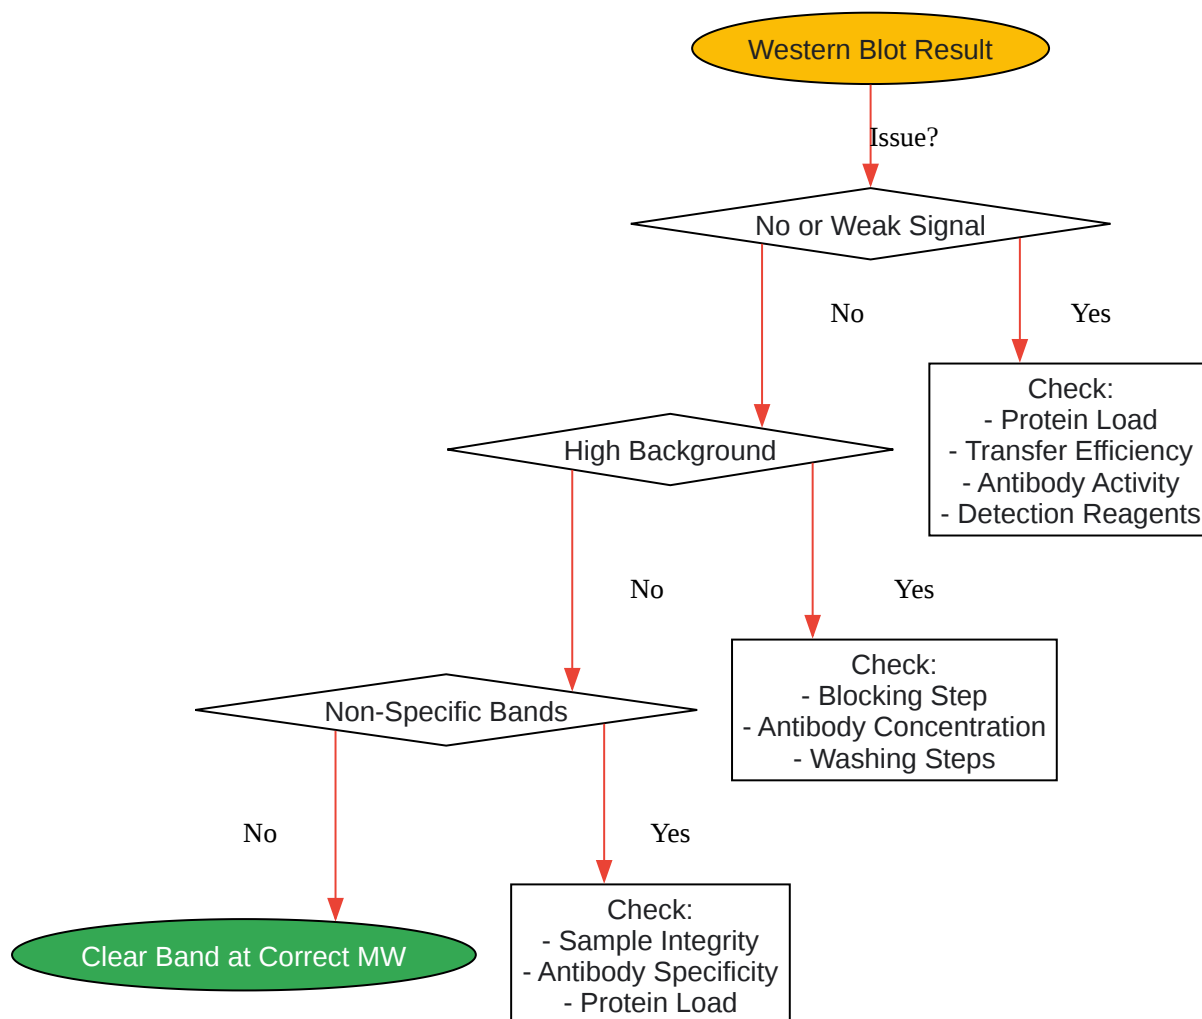 Western Blot Result
Issue?
No or Weak Signal
No
Yes
Check:
- Protein Load
- Transfer Efficiency
- Antibody Activity
- Detection Reagents
High Background
No
Yes
Check:
- Blocking Step
- Antibody Concentration
- Washing Steps
Non-Specific Bands
No
Yes
Check:
- Sample Integrity
- Antibody Specificity
- Protein Load
Clear Band at Correct MW